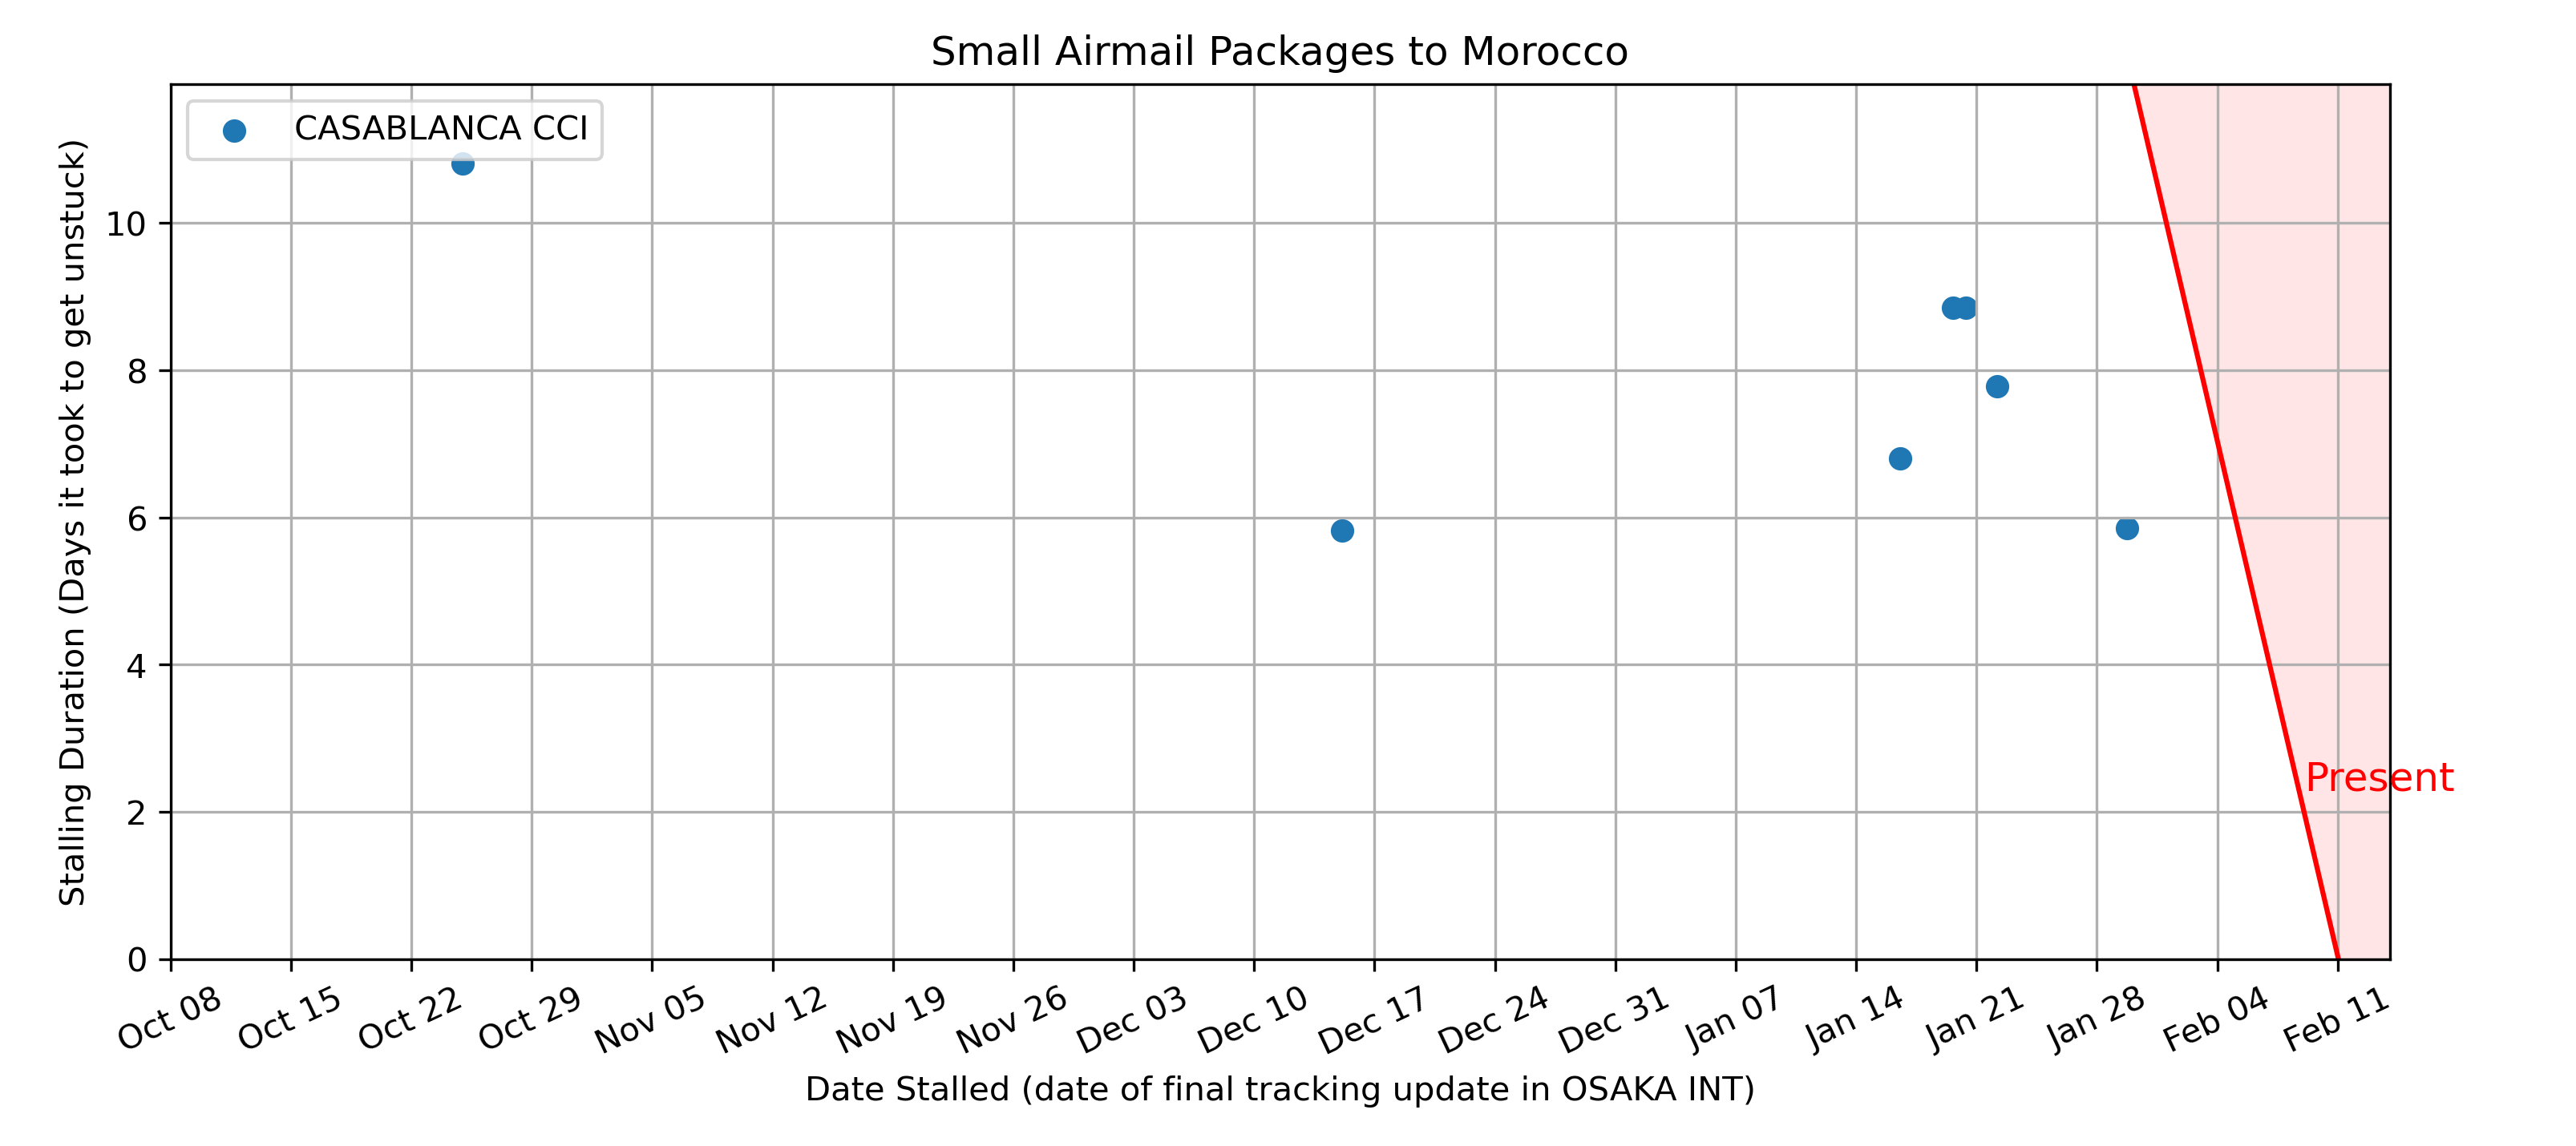 Small Airmail Packages to Morocco
CASABLANCA CCI
Stalling Duration (Days it took to get unstuck)
10
8
6
4
2
0
Present
Oct 08
Oct 15
Oct 22
Oct 29
Nov 05
Nov 12
Nov 19
Nov 26
Dec 03
Dec 10
Dec 17
Dec 24
Dec 31
Jan 07
Jan 14
Jan 21
Jan 28
Feb 04
Feb 11
Date Stalled (date of final tracking update in OSAKA INT)